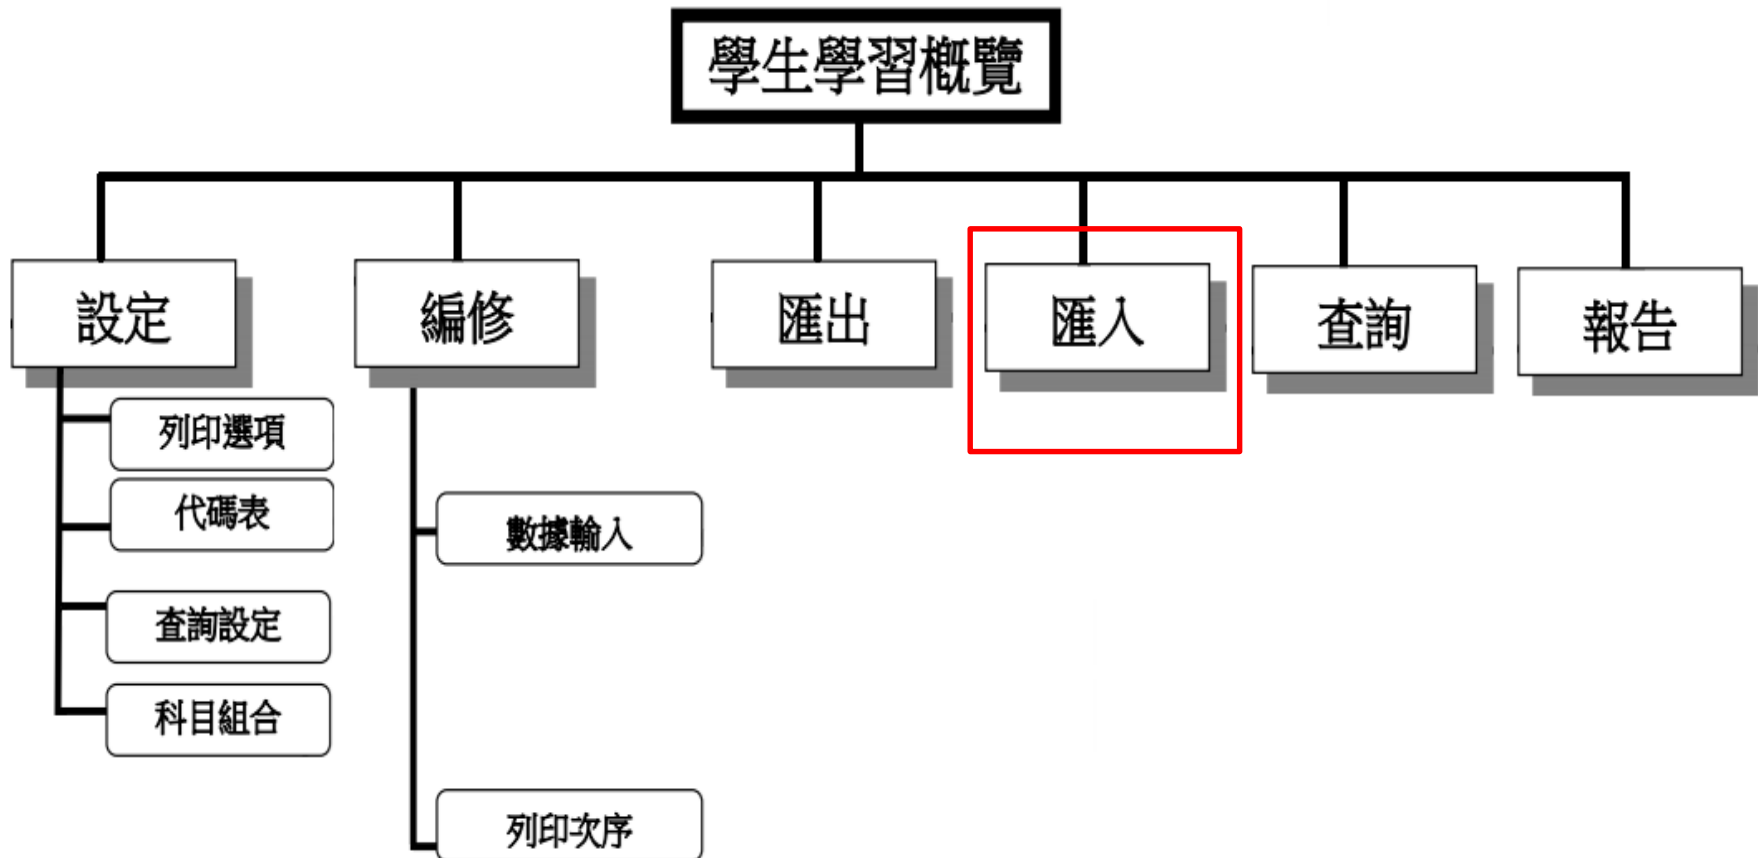 學生學習概覽
設定
編修
匯出
匯入
查詢
報告
列印選項
代碼表
查詢設定
科目組合
數據輸入
列印次序